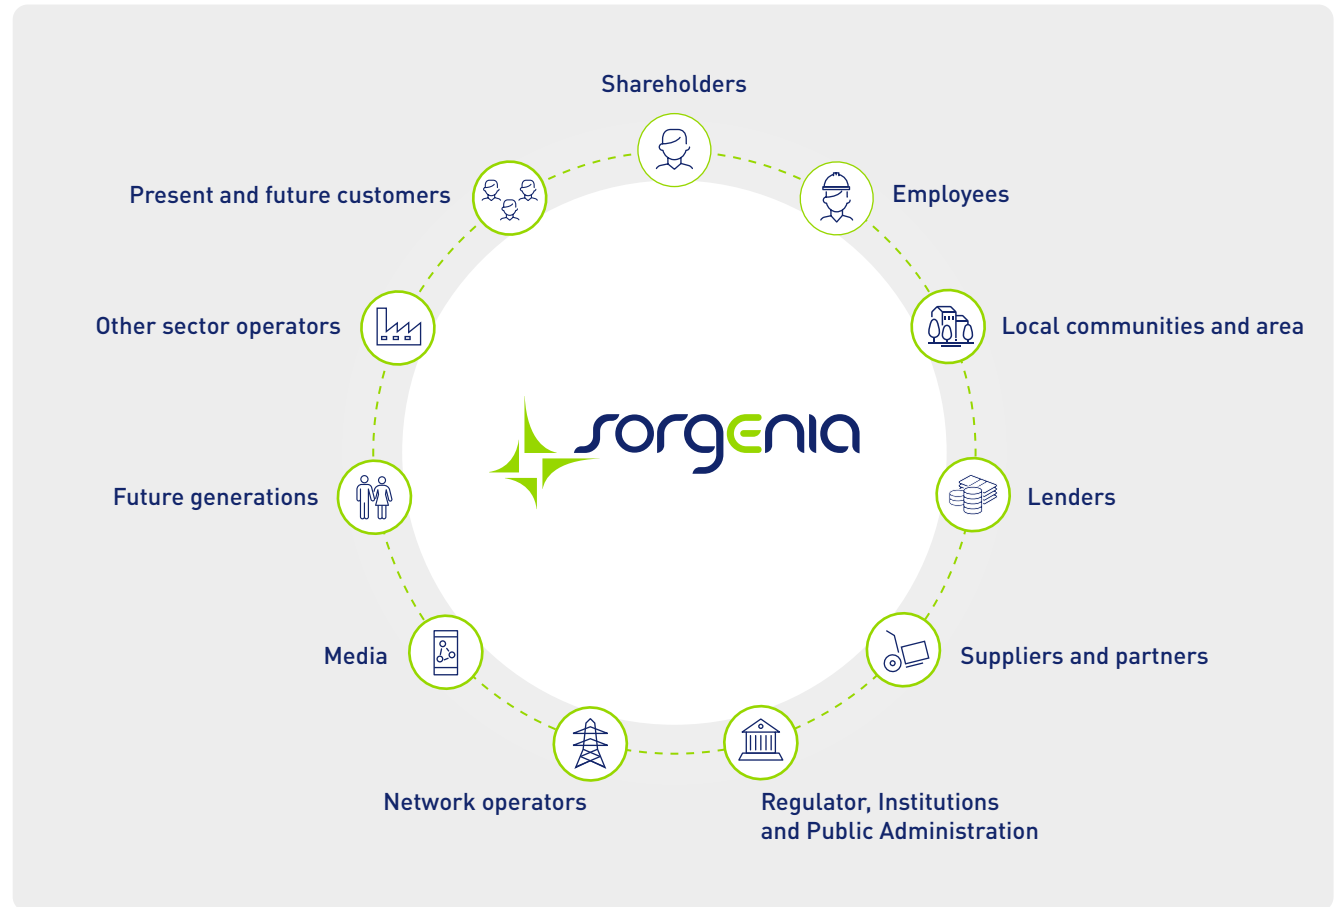 Shareholders
Employees
Present and future customers
Local communities and area
Other sector operators
sorgenia
Lenders
Future generations
Suppliers and partners
Media
Network operators
Regulator, Institutions
and Public Administration